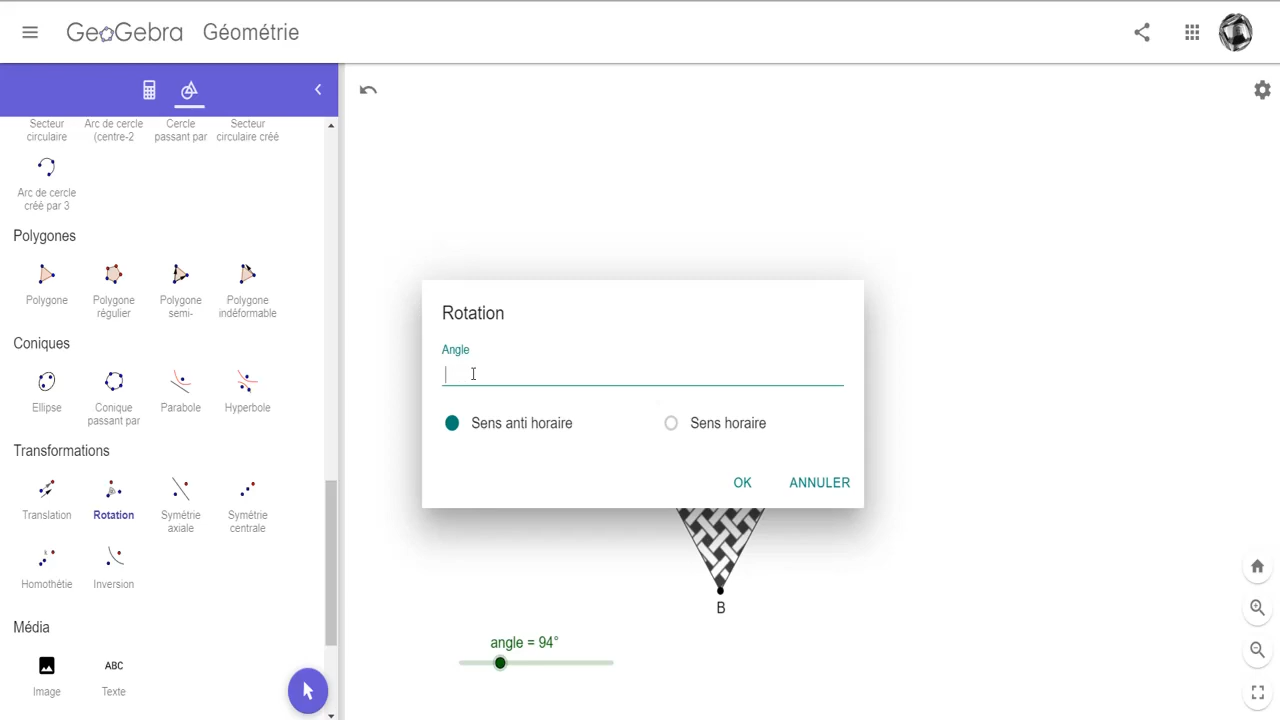 GeoGebra Géométrie
Secteur circulaire
Arc de cercle (centre-2
Cercle passant par
Secteur circulaire créé
Arc de cercle créé par 3
Polygones
Polygone
Polygone régulier
Polygone semi-
Polygone indéformable
Coniques
Ellipse
Conique passant par
Parabole
Hyperbole
Transformations
Translation
Rotation
Symétrie axiale
Symétrie centrale
Homothétie
Inversion
Média
ABC
Image
Texte
Rotation
Angle
Sens anti horaire
Sens horaire
OK
ANNULER
B
angle = 94°